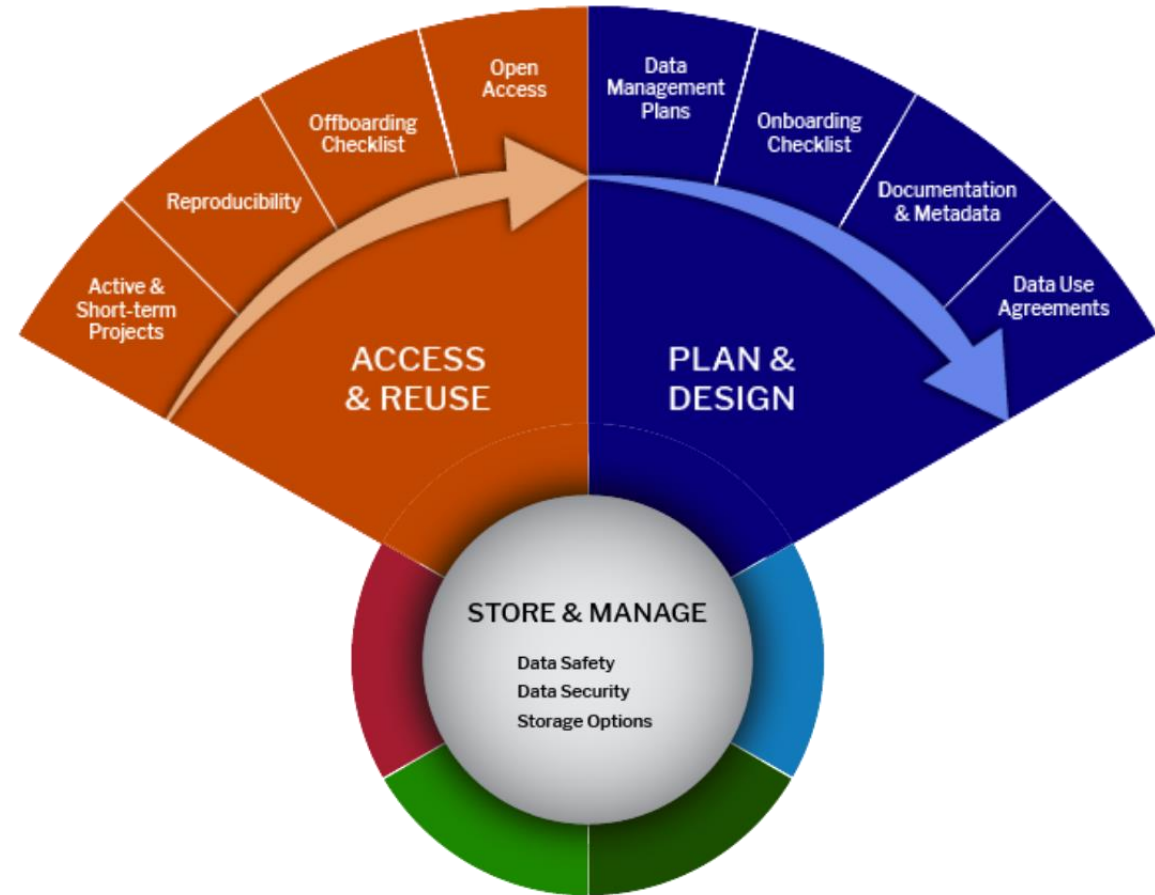 Active &
Short-term
Projects
Reproducibility
Offboarding
Checklist
Open
Access
Data
Management
Plans
Onboarding
Checklist
Documentation
& Metadata
Data Use
Agreements
ACCESS
& REUSE
PLAN &
DESIGN
STORE & MANAGE
Data Safety
Data Security
Storage Options